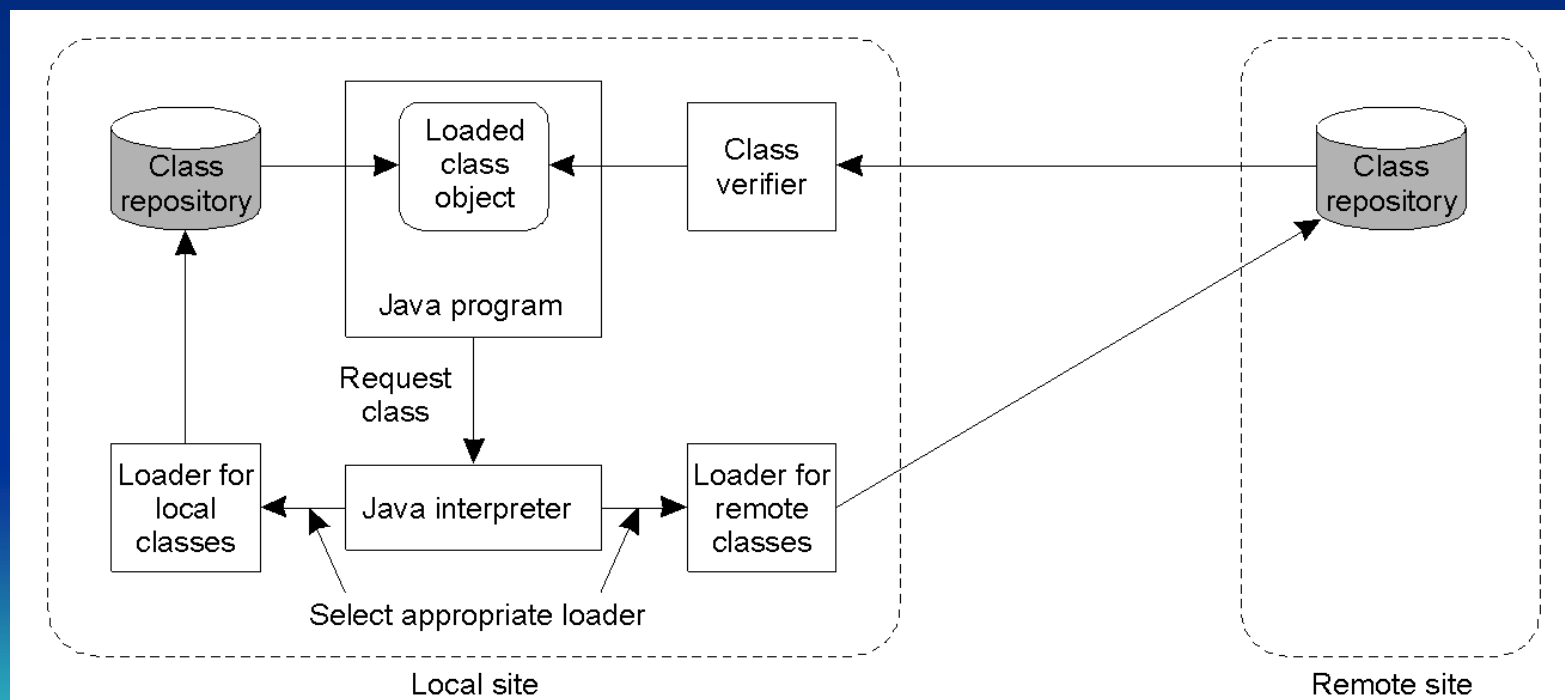 Class
repository
Loaded
class
object
Class
verifier
Class
repository
Java program
Request
class
Loader for
local
classes
Java interpreter
Loader for
remote
classes
Select appropriate loader
Local site
Remote site